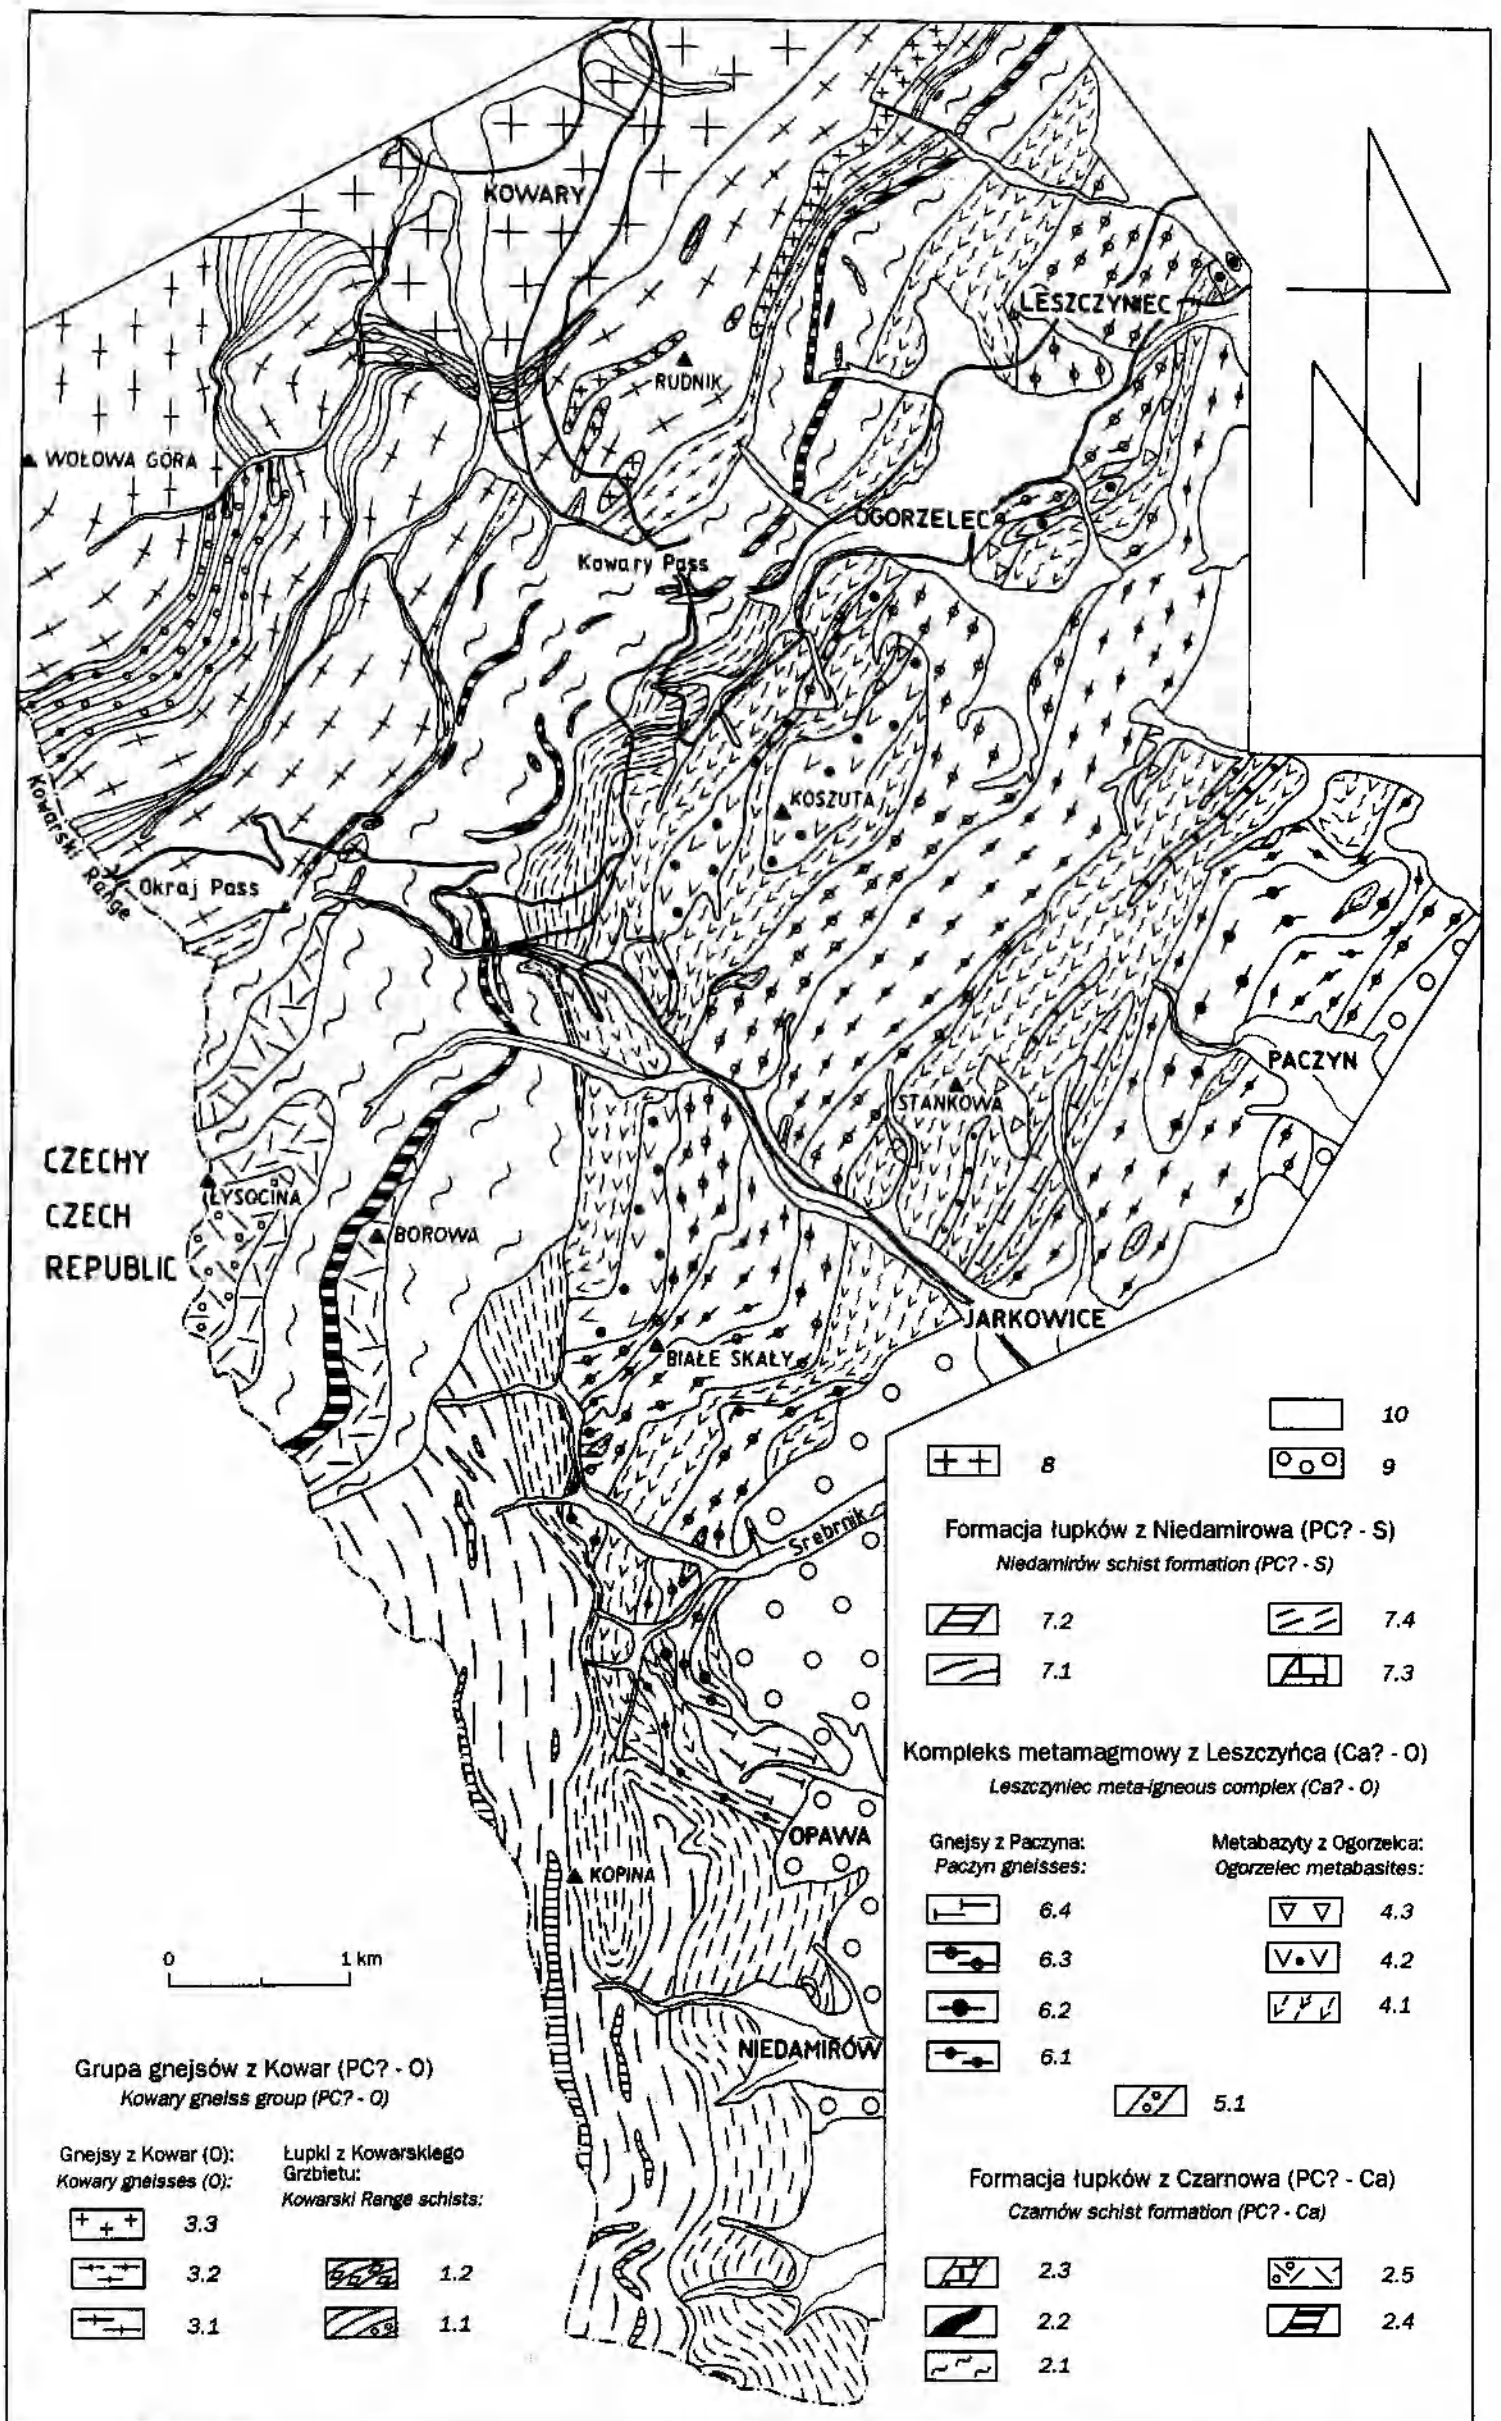 KOWARY
LESZCZYNIEC
RUDNIK
WOŁOWA GÓRA
OGORZELEC
Kowary Pass
KOSZUTA
Kowarski Range
Okraj Pass
PACZYN
STANKOWA
CZECHY
CZECH
REPUBLIC
ŁYSOCINA
BOROWA
JARKOWICE
BIAŁE SKAŁY
Srebrnik
OPAWA
KOPINA
NIEDAMIRÓW
N
0 1 km
10
8
9
Formacja łupków z Niedamirowa (PC? - S)
Niedamirów schist formation (PC? - S)
7.2
7.4
7.1
7.3
Kompleks metamagmowy z Leszczyńca (Ca? - O)
Leszczyniec meta-igneous complex (Ca? - O)
Gnejsy z Paczyna:
Paczyn gneisses:
Metabazyty z Ogorzelca:
Ogorzelec metabasites:
6.4
4.3
6.3
4.2
6.2
4.1
6.1
5.1
Formacja łupków z Czarnowa (PC? - Ca)
Czarnów schist formation (PC? - Ca)
2.3
2.5
2.2
2.4
2.1
Grupa gnejsów z Kowar (PC? - O)
Kowary gneiss group (PC? - O)
Gnejsy z Kowar (O):
Kowary gneisses (O):
Łupki z Kowarskiego
Grzbietu:
Kowarski Range schists:
3.3
3.2
1.2
3.1
1.1